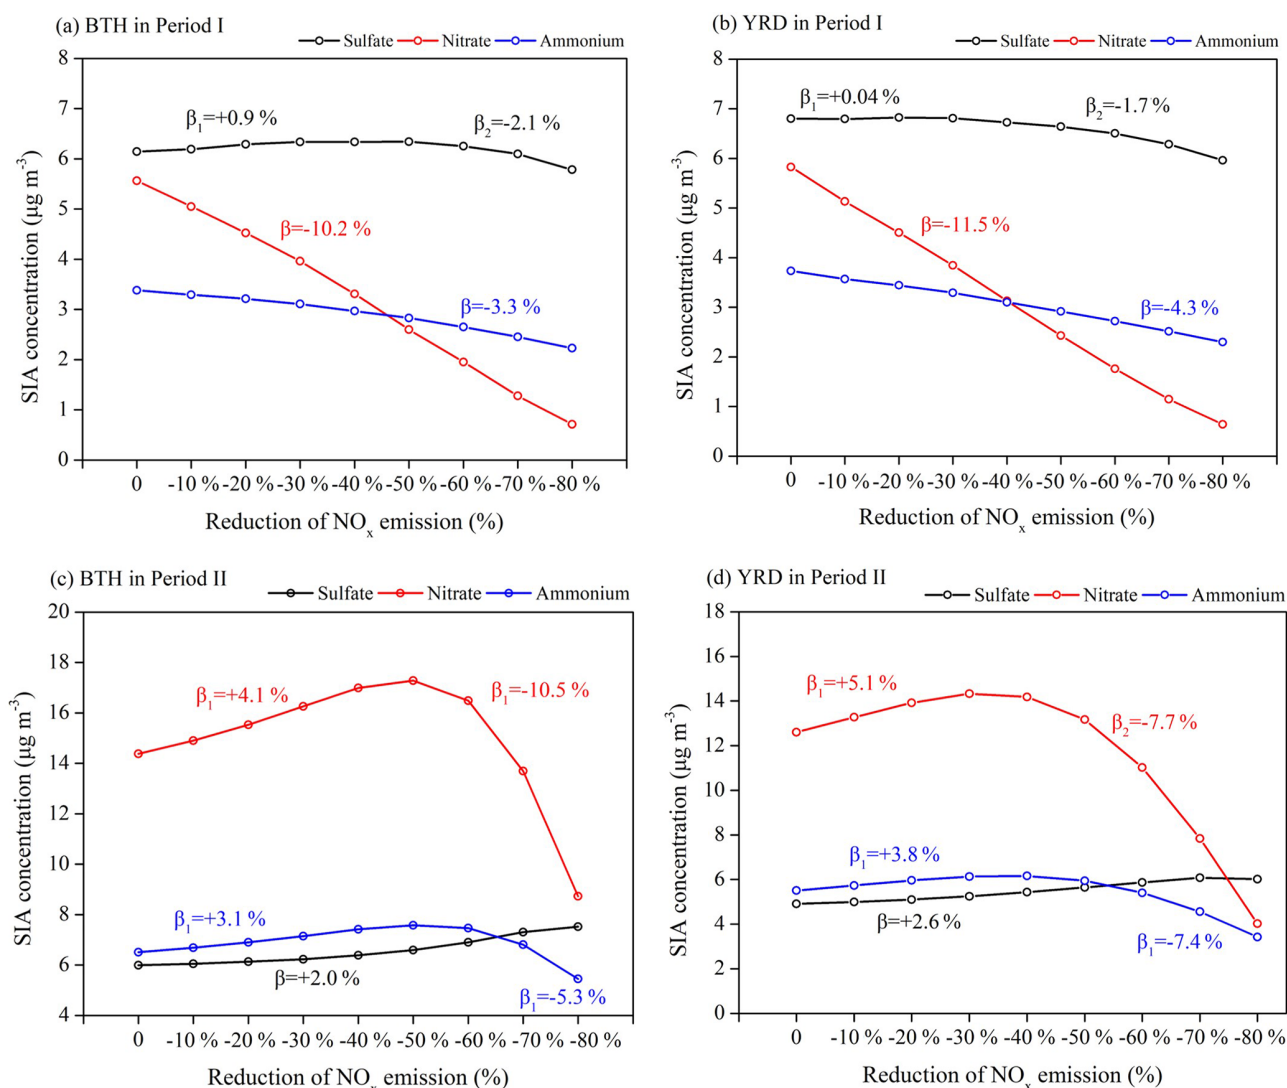 (a) BTH in Period I
Sulfate Nitrate Ammonium
8
7
6
5
4
3
2
1
0
SIA concentration (μg m-3)
β1=+0.9 %
β2=-2.1 %
β=-10.2 %
β=-3.3 %
0 -10 % -20 % -30 % -40 % -50 % -60 % -70 % -80 %
Reduction of NOx emission (%)
(b) YRD in Period I
Sulfate Nitrate Ammonium
8
7
6
5
4
3
2
1
0
SIA concentration (μg m-3)
β1=+0.04 %
β2=-1.7 %
β=-11.5 %
β=-4.3 %
0 -10 % -20 % -30 % -40 % -50 % -60 % -70 % -80 %
Reduction of NOx emission (%)
(c) BTH in Period II
Sulfate Nitrate Ammonium
20
18
16
14
12
10
8
6
4
SIA concentration (μg m-3)
β1=+4.1 %
β1=-10.5 %
β1=+3.1 %
β=+2.0 %
β1=-5.3 %
0 -10 % -20 % -30 % -40 % -50 % -60 % -70 % -80 %
Reduction of NOx emission (%)
(d) YRD in Period II
Sulfate Nitrate Ammonium
18
16
14
12
10
8
6
4
2
0
SIA concentration (μg m-3)
β1=+5.1 %
β2=-7.7 %
β1=+3.8 %
β=+2.6 %
β1=-7.4 %
0 -10 % -20 % -30 % -40 % -50 % -60 % -70 % -80 %
Reduction of NOx emission (%)